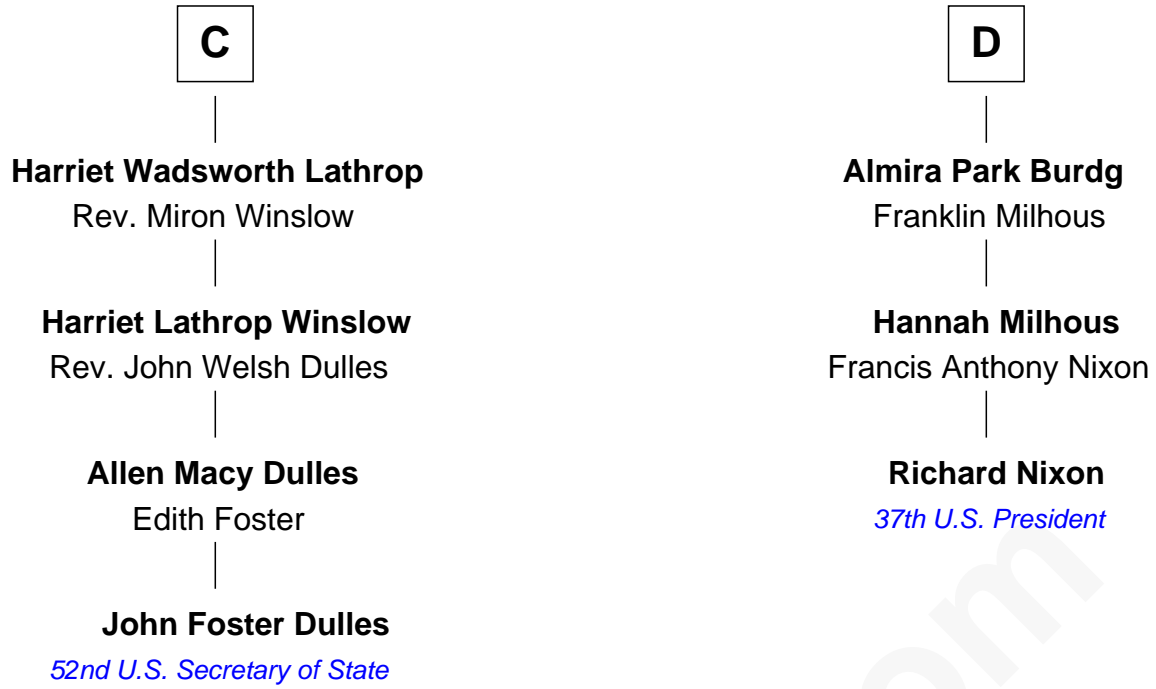 C
Harriet Wadsworth Lathrop
Rev. Miron Winslow
Harriet Lathrop Winslow
Rev. John Welsh Dulles
Allen Macy Dulles
Edith Foster
John Foster Dulles
52nd U.S. Secretary of State
D
Almira Park Burdg
Franklin Milhous
Hannah Milhous
Francis Anthony Nixon
Richard Nixon
37th U.S. President
om